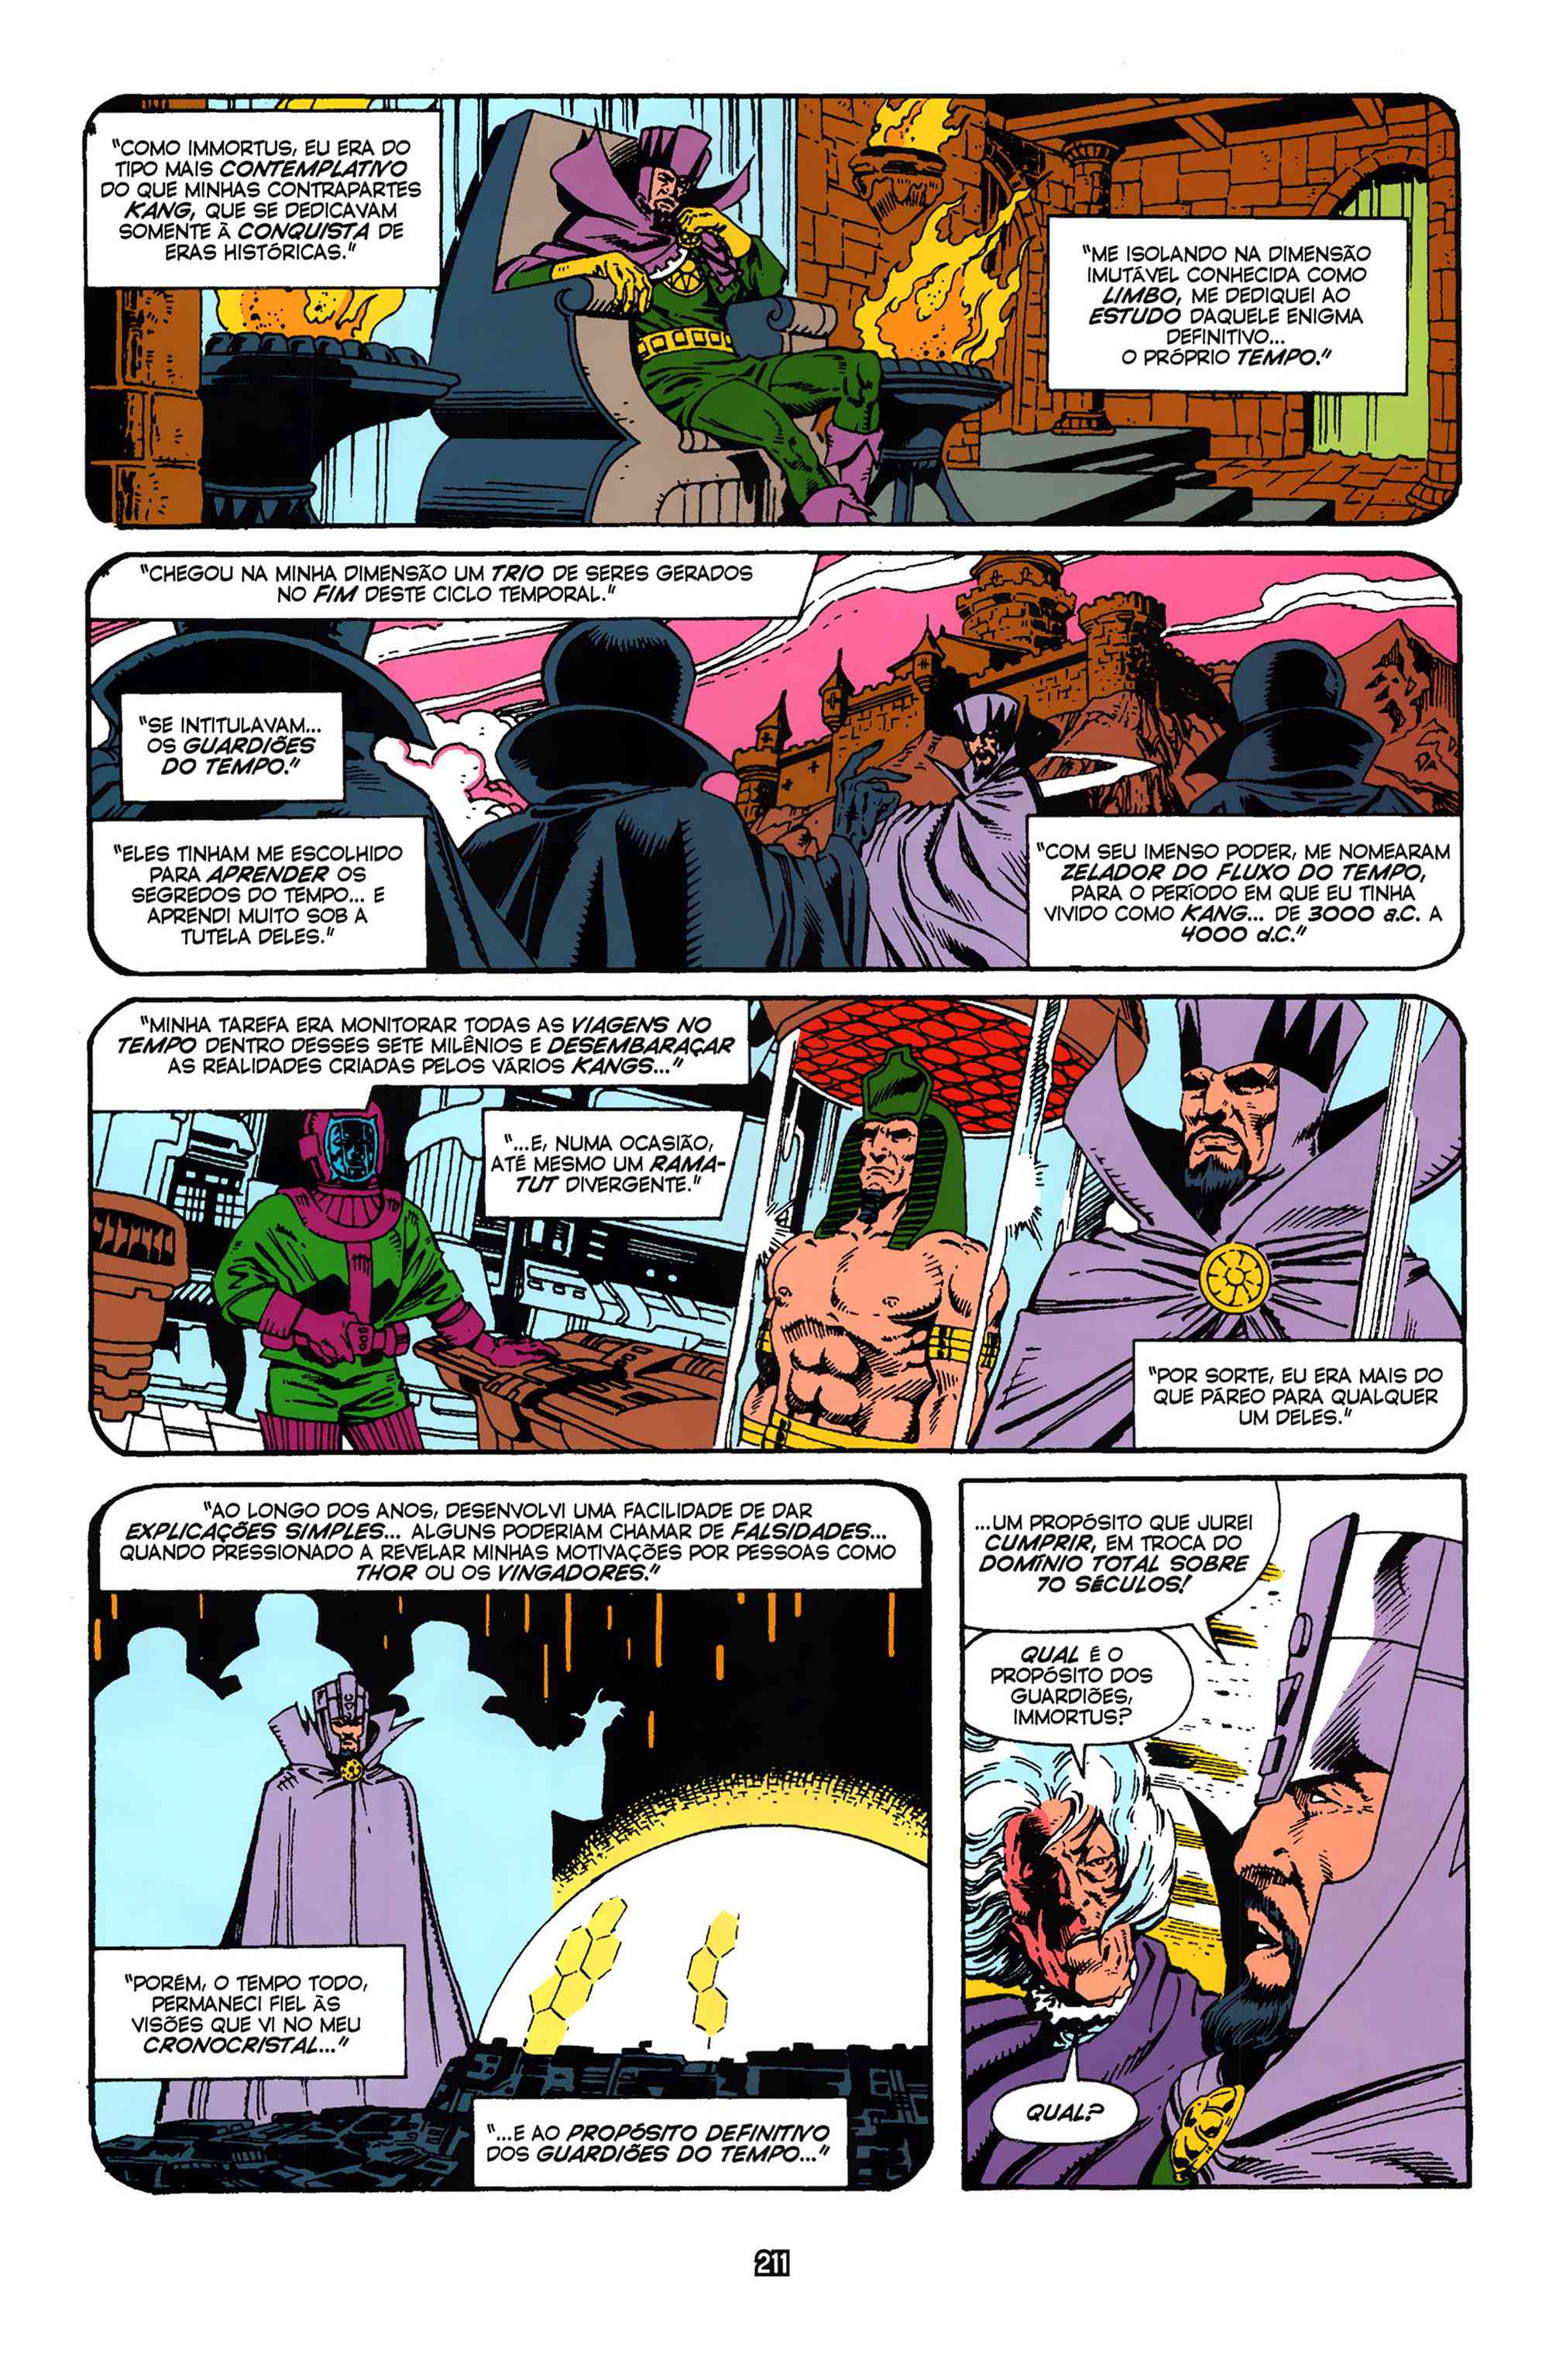 "COMO IMMORTUS, EU ERA DO
TIPO MAIS CONTEMPLATIVO
DO QUE MINHAS CONTRAPARTES
KANG, QUE SE DEDICAVAM
SOMENTE À CONQUISTA DE
ERAS HISTÓRICAS."
"ME ISOLANDO NA DIMENSÃO
IMUTÁVEL CONHECIDA COMO
LIMBO, ME DEDIQUEI AO
ESTUDO DAQUELE ENIGMA
DEFINITIVO...
O PRÓPRIO TEMPO."
"CHEGOU NA MINHA DIMENSÃO UM TRIO DE SERES GERADOS
NO FIM DESTE CICLO TEMPORAL."
"SE INTITULAVAM...
OS GUARDIÕES
DO TEMPO."
"ELES TINHAM ME ESCOLHIDO
PARA APRENDER OS
SEGREDOS DO TEMPO... E
APRENDI MUITO SOB A
TUTELA DELES."
"COM SEU IMENSO PODER, ME NOMEARAM
ZELADOR DO FLUXO DO TEMPO,
PARA O PERÍODO EM QUE EU TINHA
VIVIDO COMO KANG... DE 3000 a.C. A
4000 d.C."
"MINHA TAREFA ERA MONITORAR TODAS AS VIAGENS NO
TEMPO DENTRO DESSES SETE MILÊNIOS E DESEMBARAÇAR
AS REALIDADES CRIADAS PELOS VÁRIOS KANGS..."
"...E, NUMA OCASIÃO,
ATÉ MESMO UM RAMA-
TUT DIVERGENTE."
"POR SORTE, EU ERA MAIS DO
QUE PÁREO PARA QUALQUER
UM DELES."
"AO LONGO DOS ANOS, DESENVOLVI UMA FACILIDADE DE DAR
EXPLICAÇÕES SIMPLES... ALGUNS PODERIAM CHAMAR DE FALSIDADES...
QUANDO PRESSIONADO A REVELAR MINHAS MOTIVAÇÕES POR PESSOAS COMO
THOR OU OS VINGADORES."
"PORÉM, O TEMPO TODO,
PERMANECI FIEL ÀS
VISÕES QUE VI NO MEU
CRONOCRISTAL..."
"...E AO PROPÓSITO DEFINITIVO
DOS GUARDIÕES DO TEMPO..."
...UM PROPÓSITO QUE JUREI
CUMPRIR, EM TROCA DO
DOMÍNIO TOTAL SOBRE
70 SÉCULOS!
QUAL É O
PROPÓSITO DOS
GUARDIÕES,
IMMORTUS?
QUAL?
211